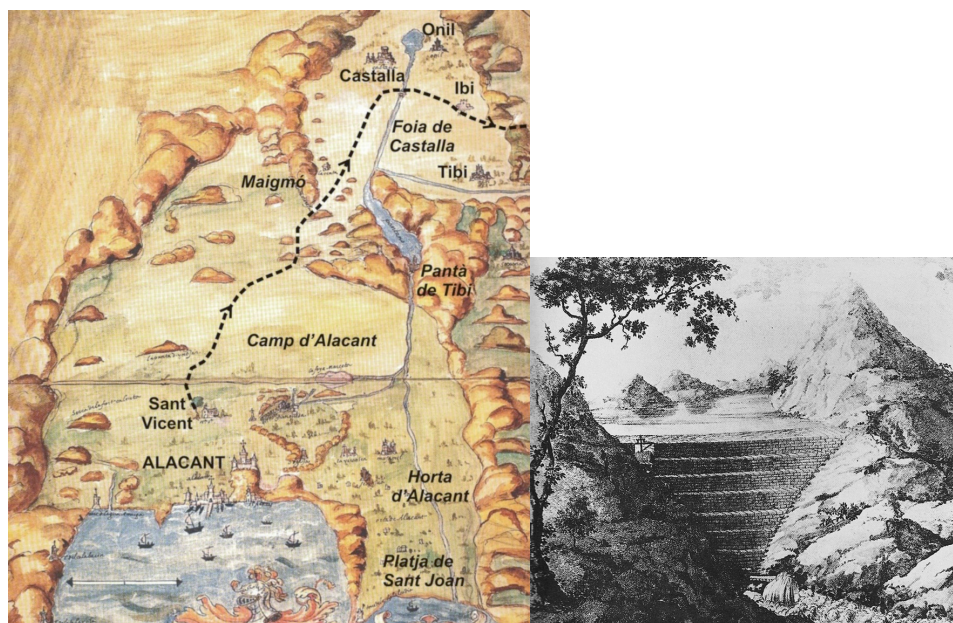 Onil
Castalla
Ibi
Foia de
Castalla
Tibi
Maigmó
Pantà
de Tibi
Camp d'Alacant
Sant
Vicent
ALACANT
Horta
d'Alacant
Platja de
Sant Joan